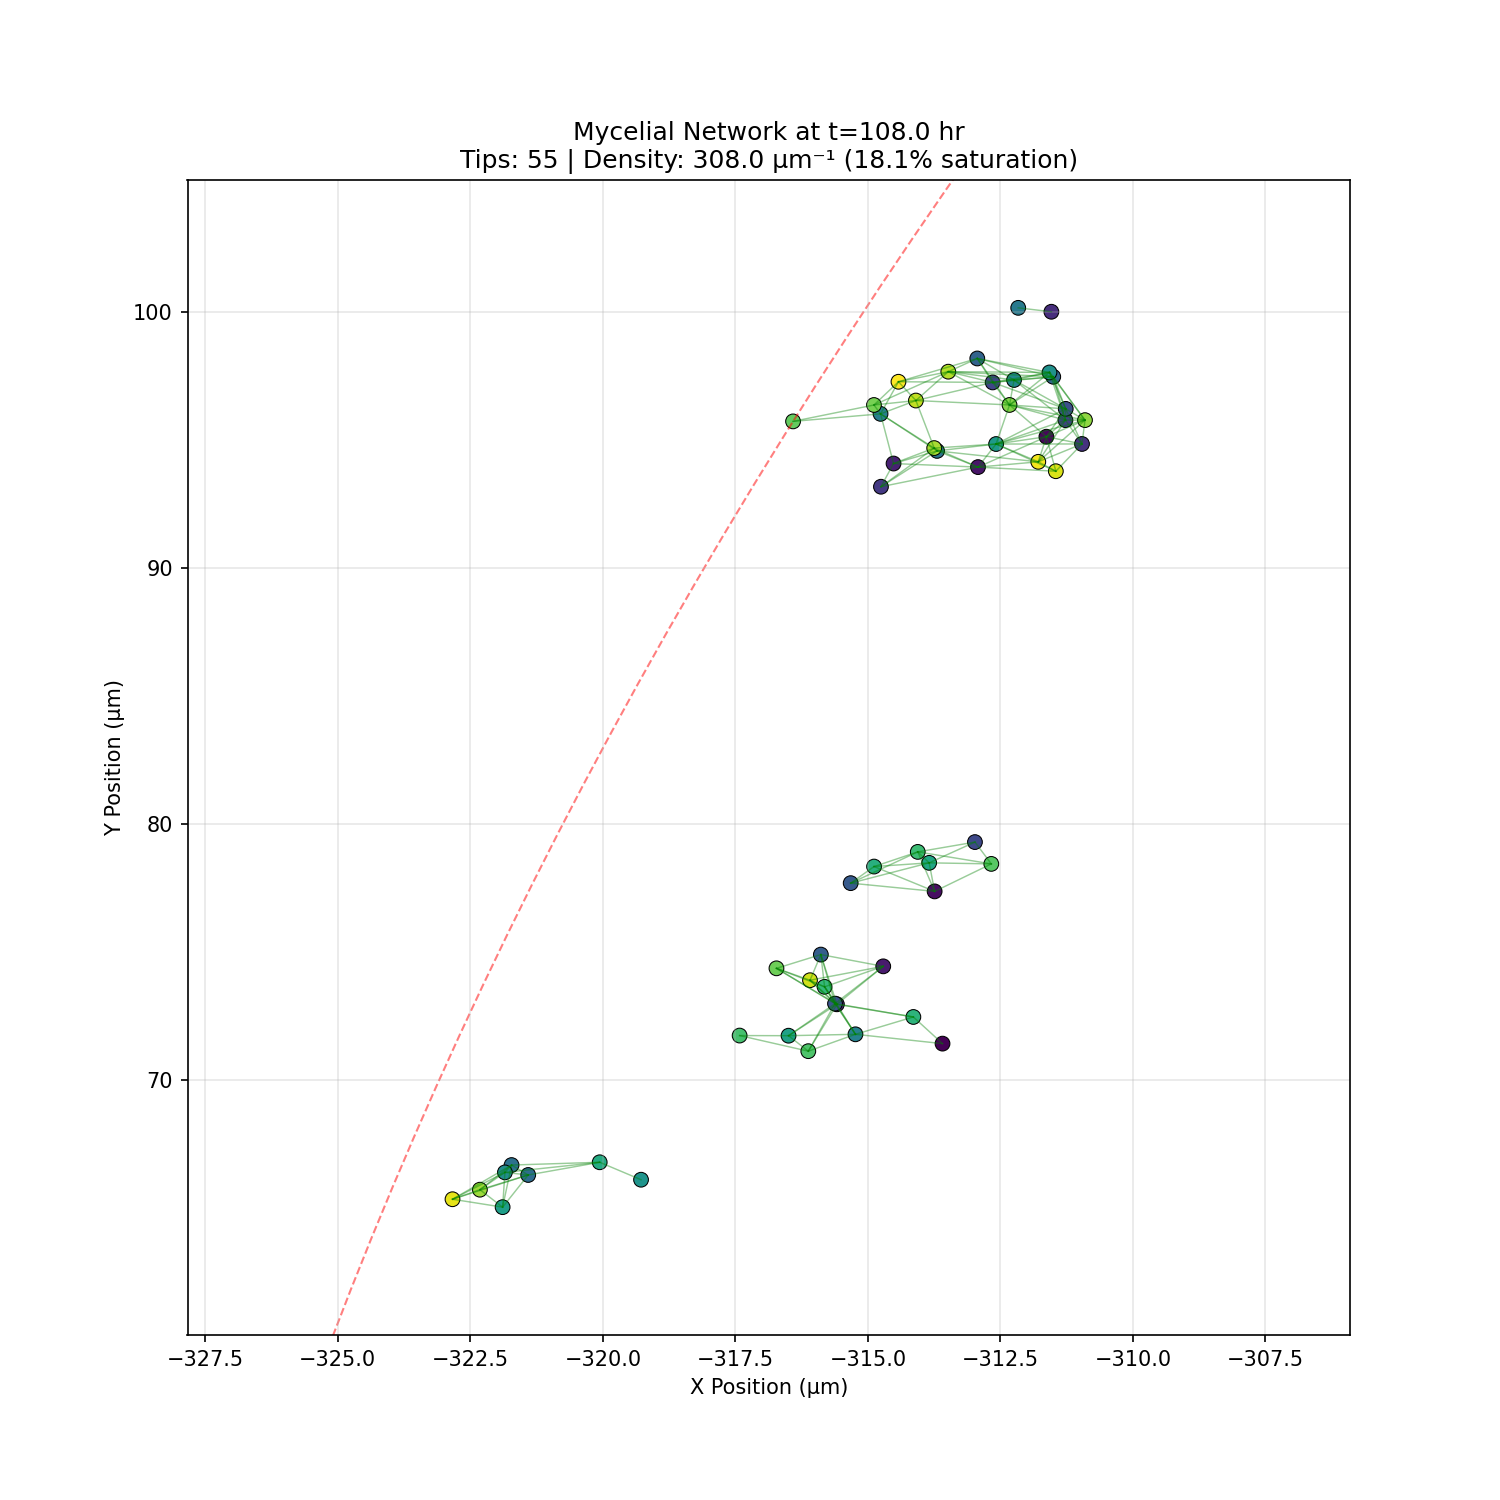 Mycelial Network at t=108.0 hr
Tips: 55 | Density: 308.0 μm⁻¹ (18.1% saturation)
100
90
80
70
Y Position (μm)
−327.5 −325.0 −322.5 −320.0 −317.5 −315.0 −312.5 −310.0 −307.5
X Position (μm)